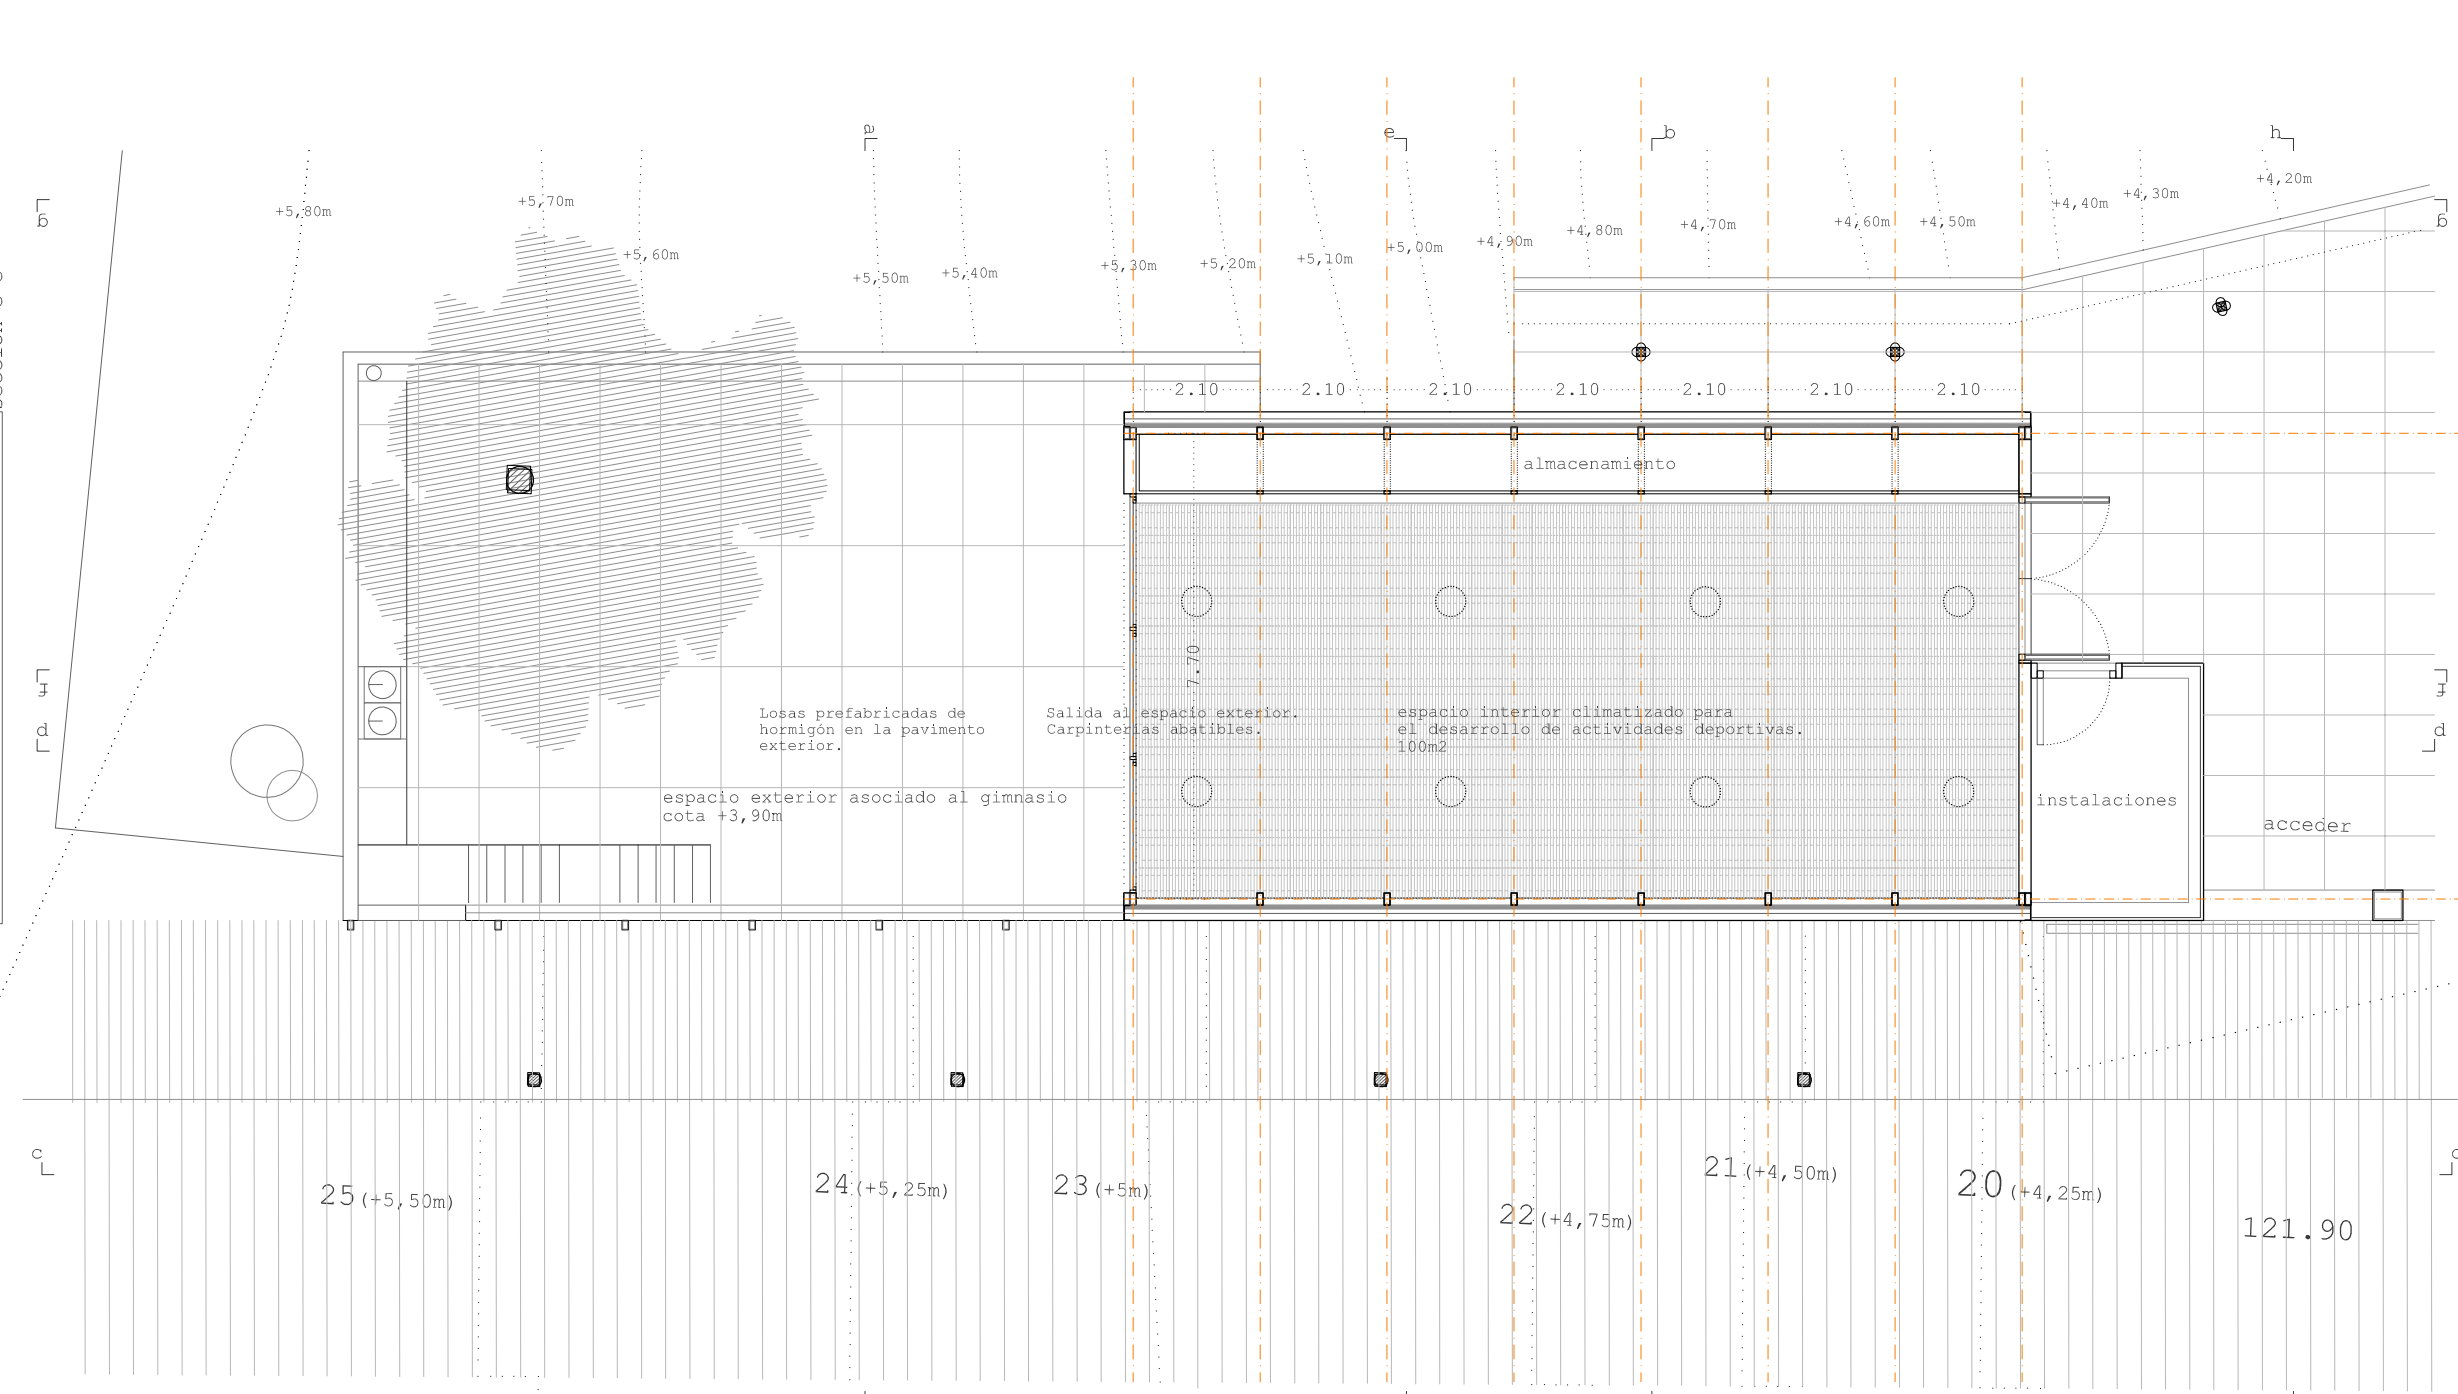 a
e
b
h
g
g
+5,80m
+5,70m
+5,60m
+5,50m
+5,40m
+5,30m
+5,20m
+5,10m
+5,00m
+4,90m
+4,80m
+4,70m
+4,60m
+4,50m
+4,40m
+4,30m
+4,20m
2.10
2.10
2.10
2.10
2.10
2.10
2.10
almacenamiento
7.70
f
f
d
d
Losas prefabricadas de
hormigón en la pavimento
exterior.
Salida al espacio exterior.
Carpinterías abatibles.
espacio interior climatizado para
el desarrollo de actividades deportivas.
100m2
espacio exterior asociado al gimnasio
cota +3,90m
instalaciones
acceder
c
25(+5,50m)
24(+5,25m)
23(+5m)
22(+4,75m)
21(+4,50m)
20(+4,25m)
121.90